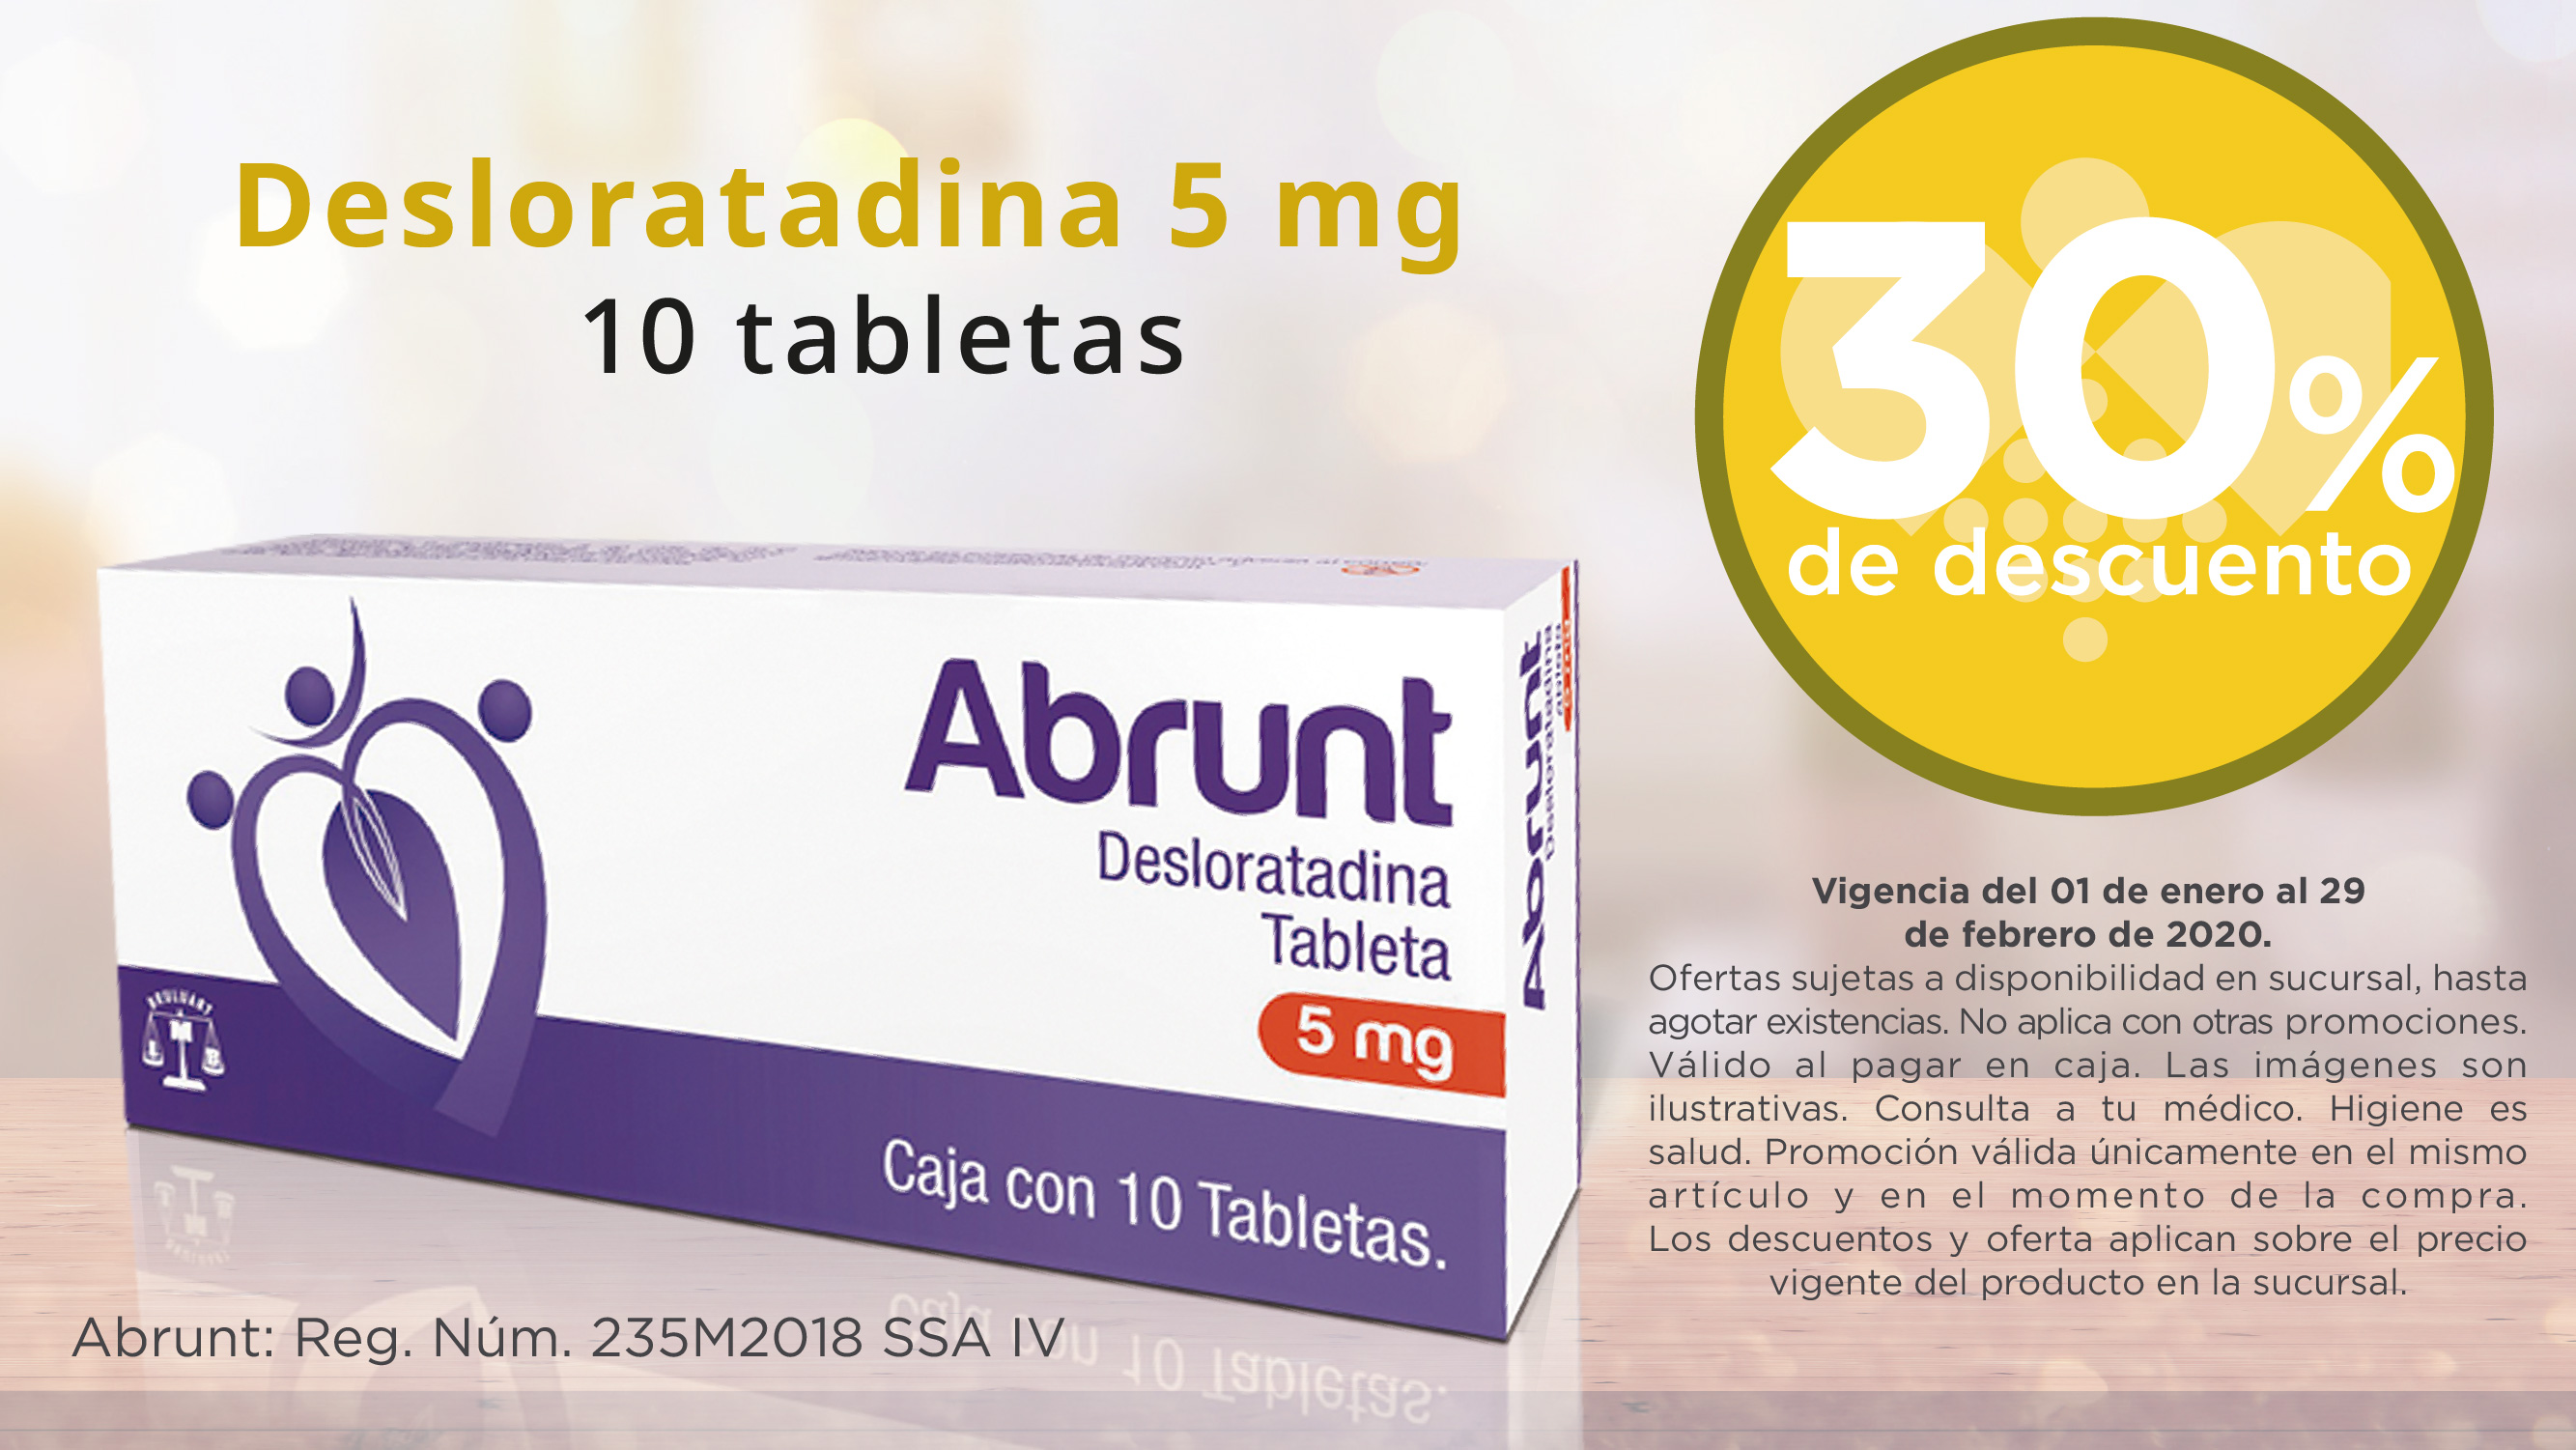 Desloratadina 5 mg
10 tabletas
30%
de descuento
Abrunt
Desloratadina
Tableta
5 mg
Caja con 10 Tabletas.
BRULUART
L M B
Abrunt
Desloratadina
Vigencia del 01 de enero al 29
de febrero de 2020.
Ofertas sujetas a disponibilidad en sucursal, hasta
agotar existencias. No aplica con otras promociones.
Válido al pagar en caja. Las imágenes son
ilustrativas. Consulta a tu médico. Higiene es
salud. Promoción válida únicamente en el mismo
artículo y en el momento de la compra.
Los descuentos y oferta aplican sobre el precio
vigente del producto en la sucursal.
Abrunt: Reg. Núm. 235M2018 SSA IV